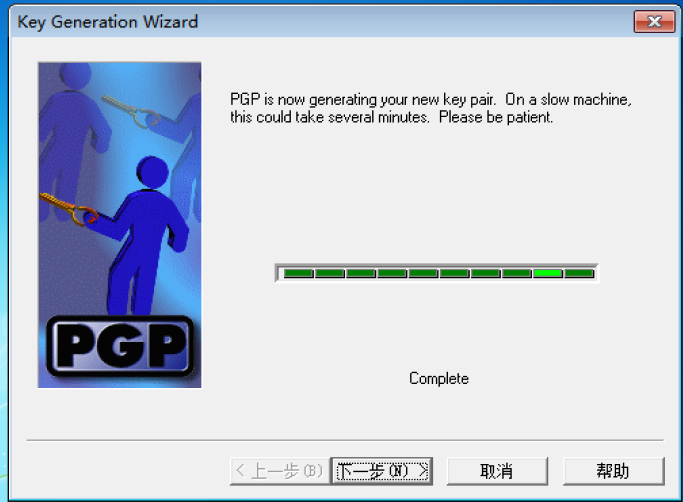 Key Generation Wizard
PGP is now generating your new key pair.  On a slow machine,
this could take several minutes.  Please be patient.
PGP
Complete
< 上一步(B) 下一步(N) > 取消 帮助